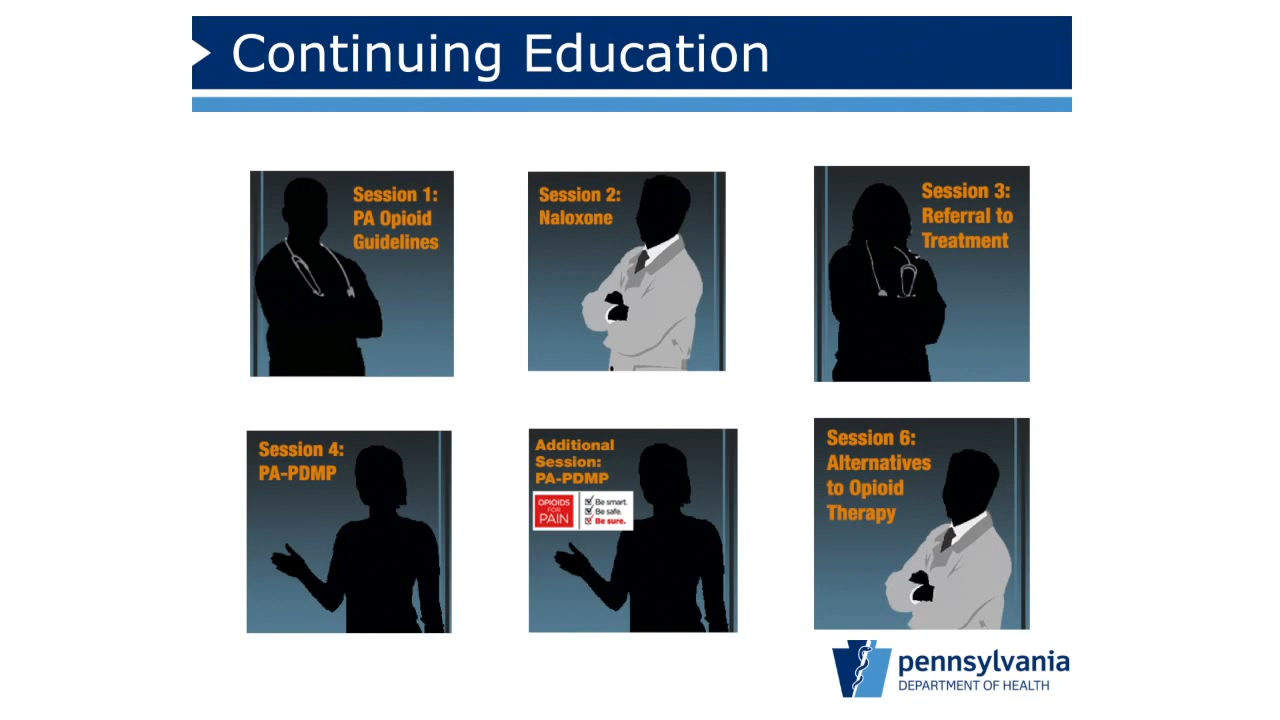 Continuing Education
Session 1:
PA Opioid
Guidelines
Session 2:
Naloxone
Session 3:
Referral to
Treatment
Session 4:
PA-PDMP
Additional
Session:
PA-PDMP
OPIOIDS
FOR
PAIN
Be smart.
Be safe.
Be sure.
Session 6:
Alternatives
to Opioid
Therapy
pennsylvania
DEPARTMENT OF HEALTH